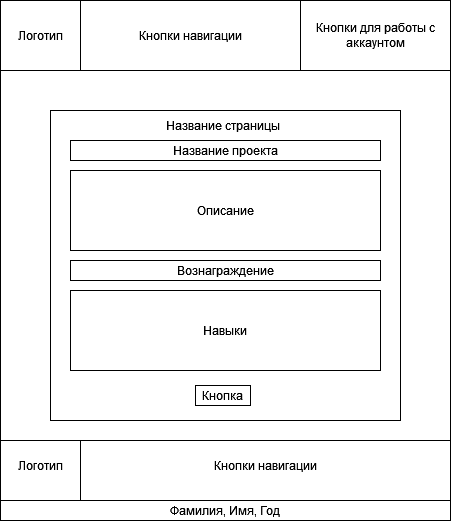 Логотип
Кнопки навигации
Кнопки для работы с
аккаунтом
Название страницы
Название проекта
Описание
Вознаграждение
Навыки
Кнопка
Логотип
Кнопки навигации
Фамилия, Имя, Год